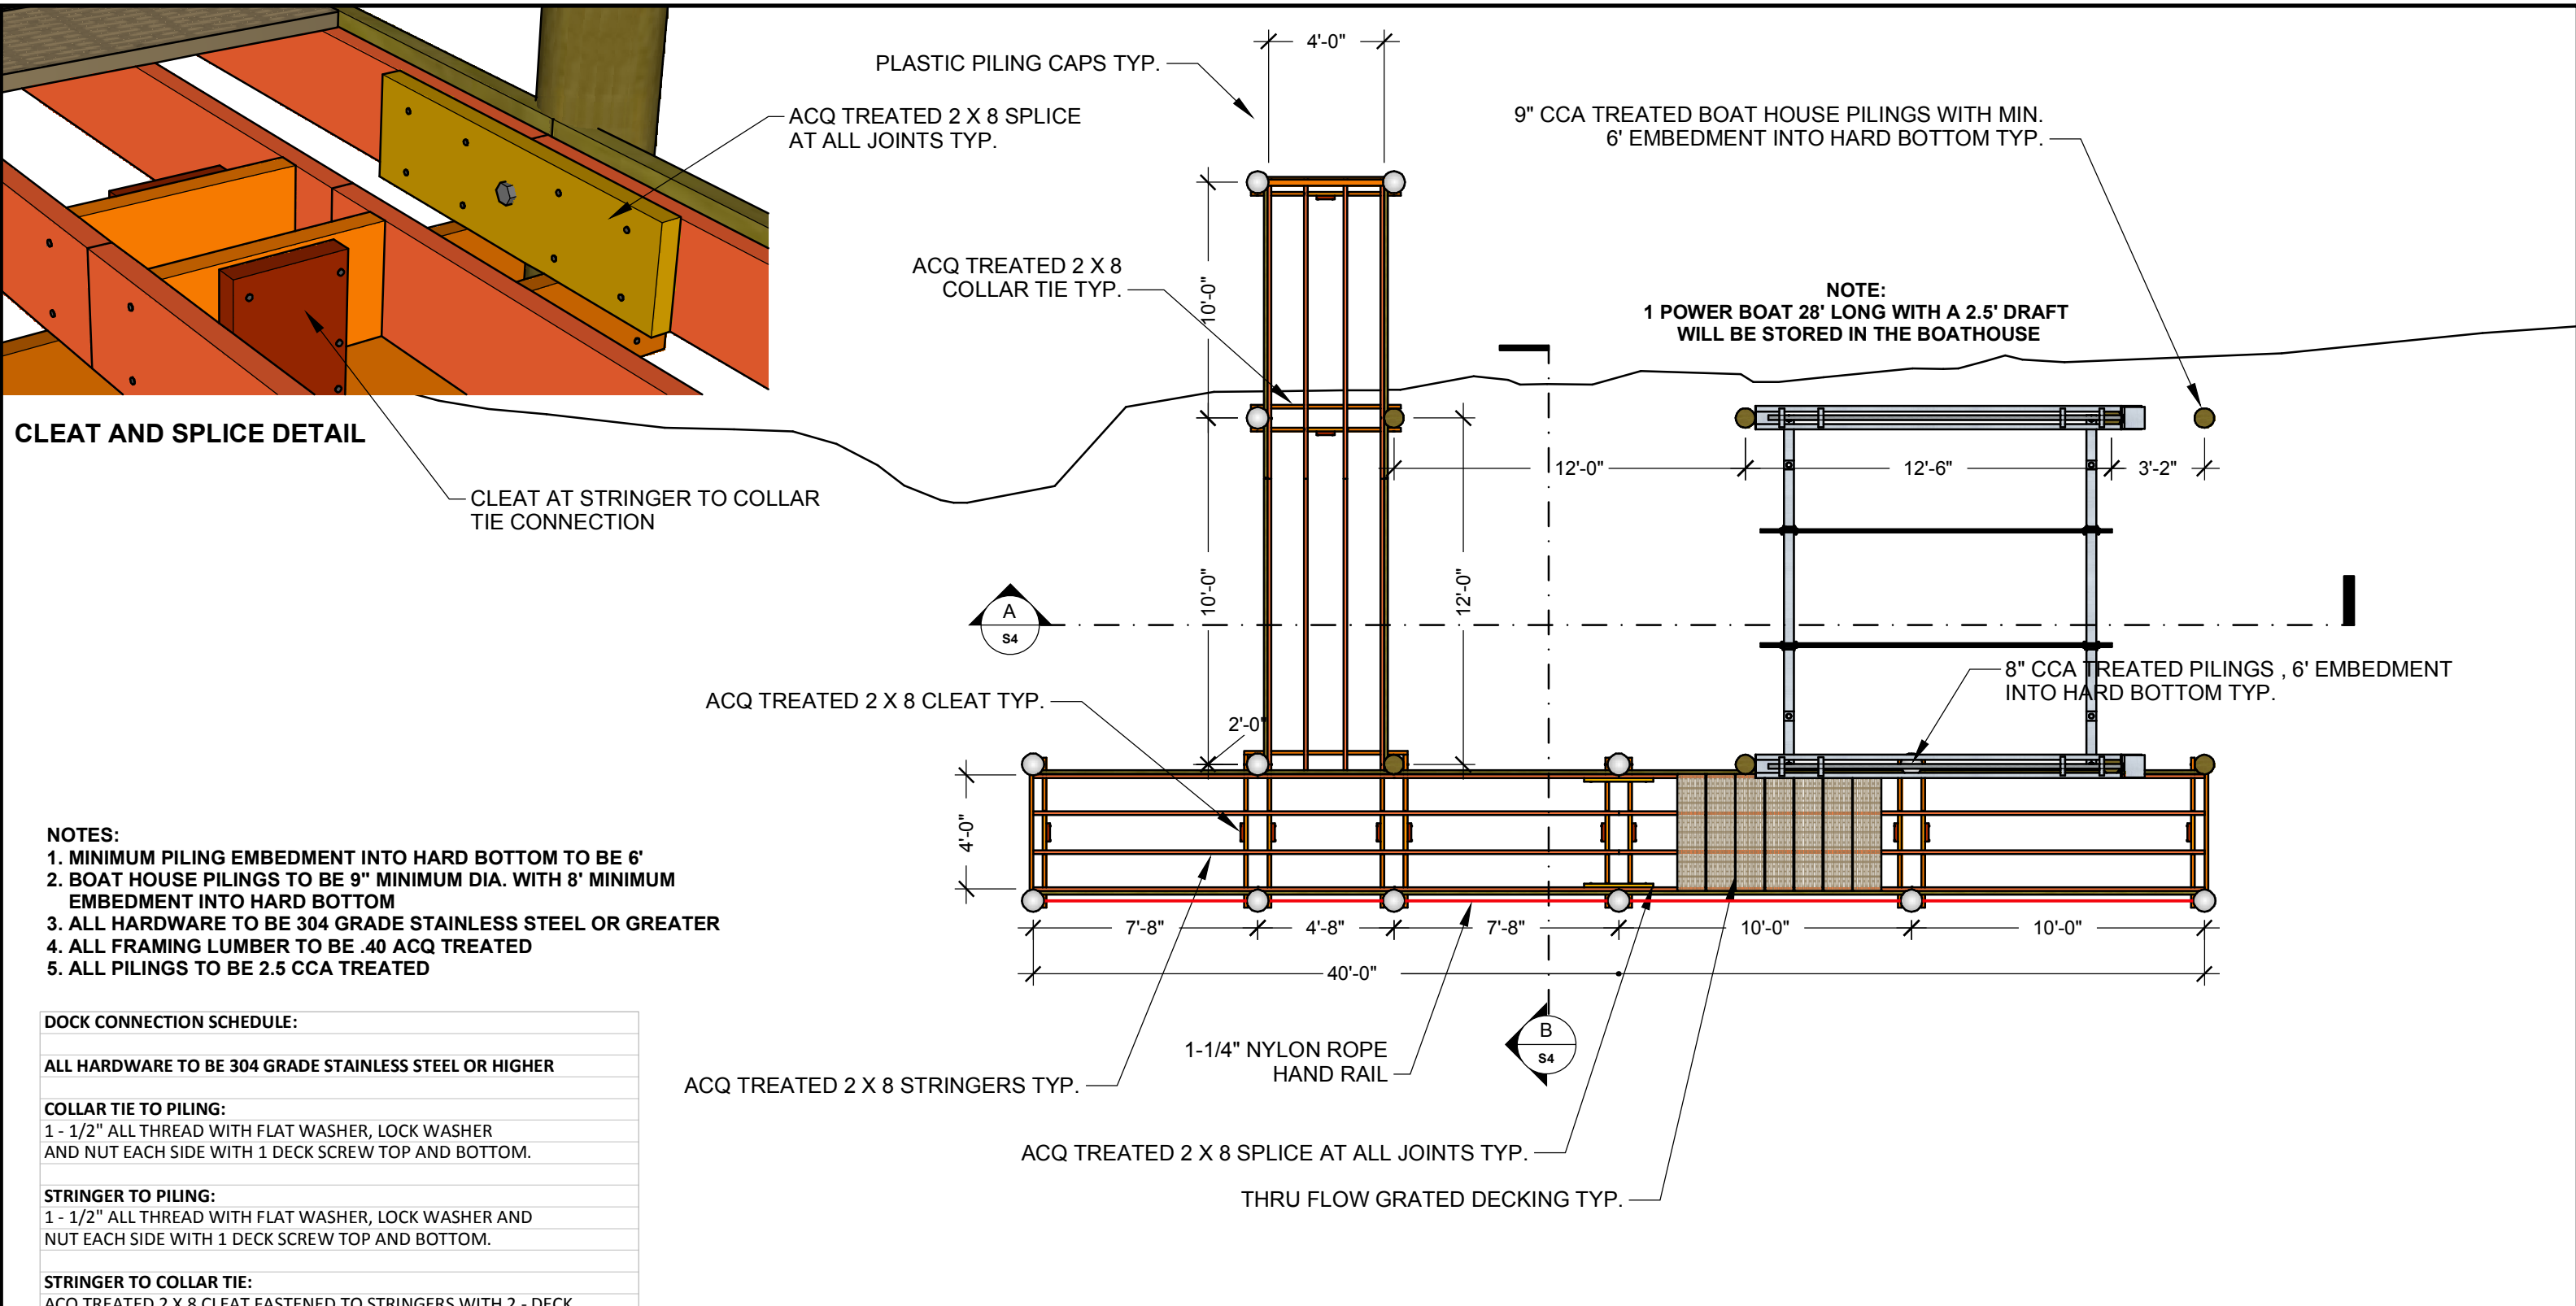 4'-0"
PLASTIC PILING CAPS TYP.
ACQ TREATED 2 X 8 SPLICE
AT ALL JOINTS TYP.
9" CCA TREATED BOAT HOUSE PILINGS WITH MIN.
6' EMBEDMENT INTO HARD BOTTOM TYP.
ACQ TREATED 2 X 8
COLLAR TIE TYP.
10'-0"
NOTE:
1 POWER BOAT 28' LONG WITH A 2.5' DRAFT
WILL BE STORED IN THE BOATHOUSE
CLEAT AND SPLICE DETAIL
12'-0"
12'-6"
3'-2"
CLEAT AT STRINGER TO COLLAR
TIE CONNECTION
10'-0"
12'-0"
A
S4
8" CCA TREATED PILINGS , 6' EMBEDMENT
INTO HARD BOTTOM TYP.
ACQ TREATED 2 X 8 CLEAT TYP.
2'-0"
4'-0"
NOTES:
1. MINIMUM PILING EMBEDMENT INTO HARD BOTTOM TO BE 6'
2. BOAT HOUSE PILINGS TO BE 9" MINIMUM DIA. WITH 8' MINIMUM
EMBEDMENT INTO HARD BOTTOM
3. ALL HARDWARE TO BE 304 GRADE STAINLESS STEEL OR GREATER
4. ALL FRAMING LUMBER TO BE .40 ACQ TREATED
5. ALL PILINGS TO BE 2.5 CCA TREATED
7'-8"
4'-8"
7'-8"
10'-0"
10'-0"
40'-0"
B
S4
1-1/4" NYLON ROPE
HAND RAIL
ACQ TREATED 2 X 8 STRINGERS TYP.
ACQ TREATED 2 X 8 SPLICE AT ALL JOINTS TYP.
THRU FLOW GRATED DECKING TYP.
DOCK CONNECTION SCHEDULE:
ALL HARDWARE TO BE 304 GRADE STAINLESS STEEL OR HIGHER
COLLAR TIE TO PILING:
1 - 1/2" ALL THREAD WITH FLAT WASHER, LOCK WASHER
AND NUT EACH SIDE WITH 1 DECK SCREW TOP AND BOTTOM.
STRINGER TO PILING:
1 - 1/2" ALL THREAD WITH FLAT WASHER, LOCK WASHER AND
NUT EACH SIDE WITH 1 DECK SCREW TOP AND BOTTOM.
STRINGER TO COLLAR TIE:
ACQ TREATED 2 X 8 CLEAT FASTENED TO STRINGERS WITH 2 - DECK